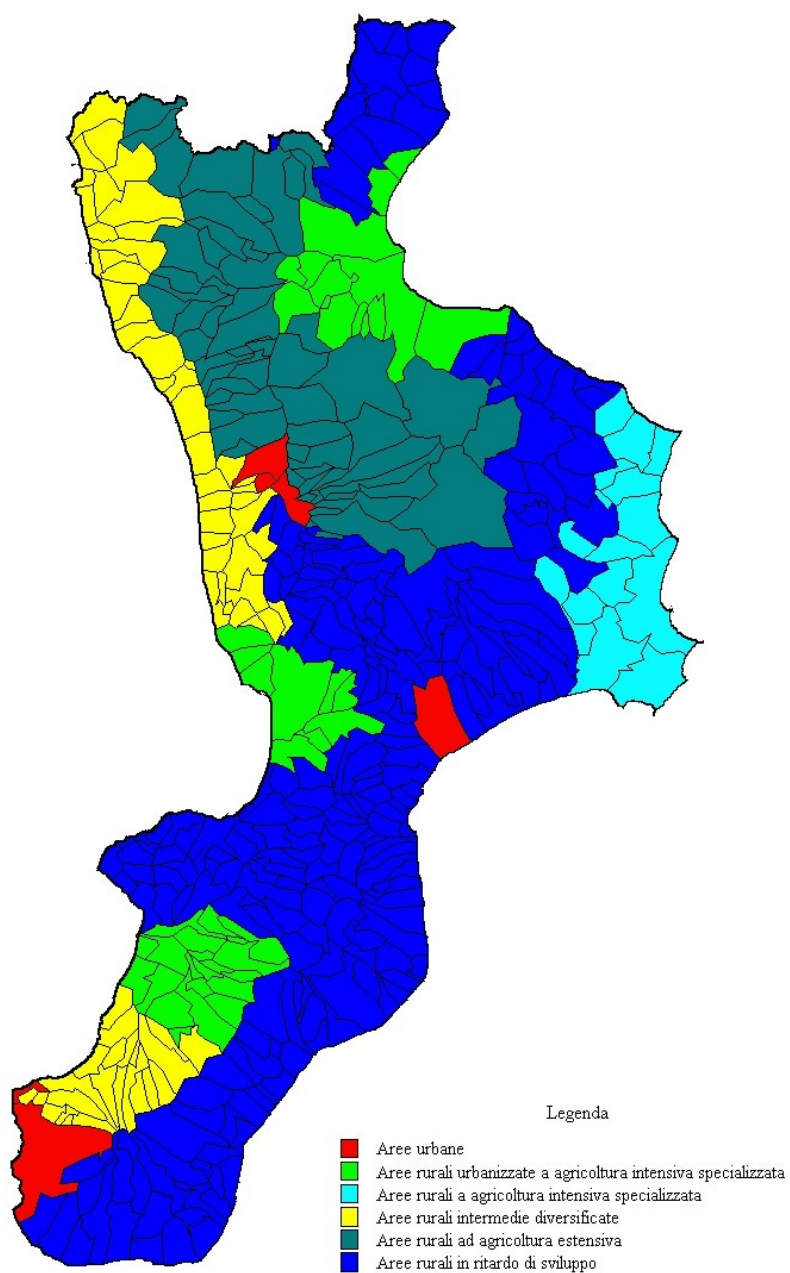 Legenda
Aree urbane
Aree rurali urbanizzate a agricoltura intensiva specializzata
Aree rurali a agricoltura intensiva specializzata
Aree rurali intermedie diversificate
Aree rurali ad agricoltura estensiva
Aree rurali in ritardo di sviluppo